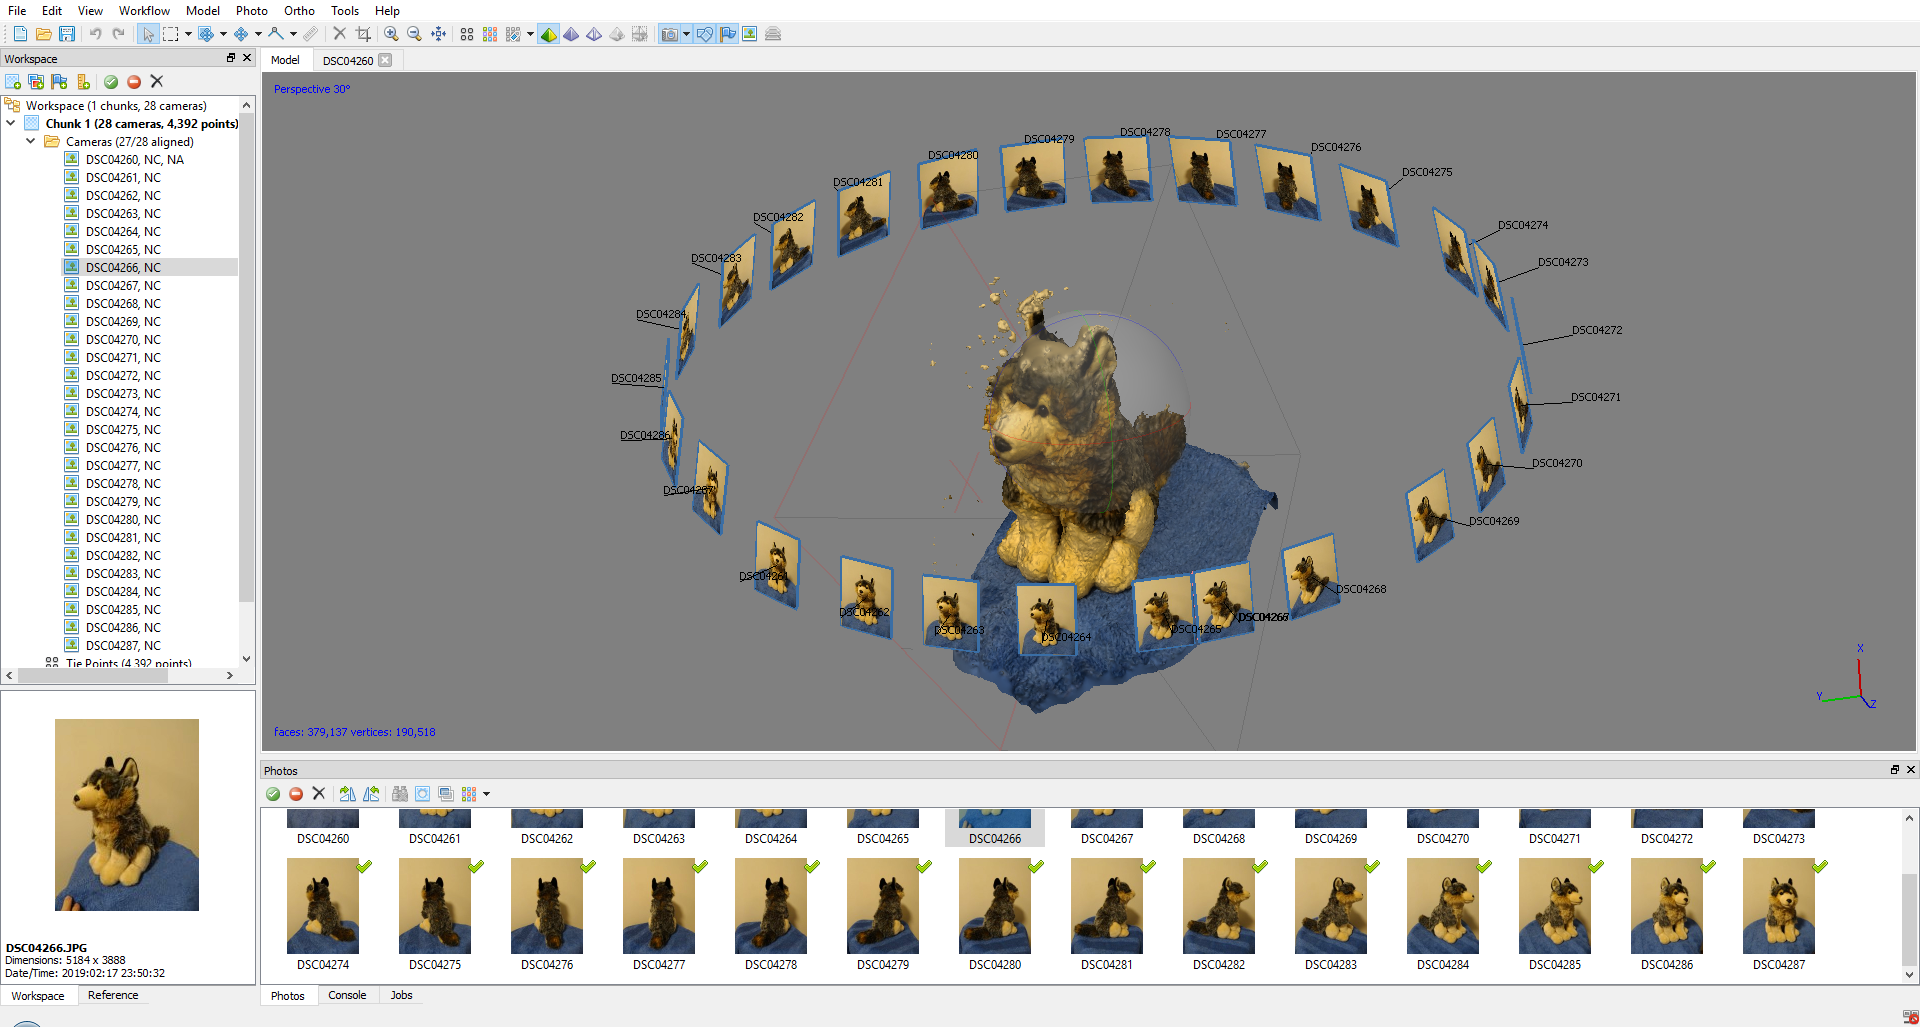 File Edit View Workflow Model Photo Ortho Tools Help
Workspace
Model DSC04260
Perspective 30°
Workspace (1 chunks, 28 cameras)
Chunk 1 (28 cameras, 4,392 points)
Cameras (27/28 aligned)
DSC04260, NC, NA
DSC04261, NC
DSC04262, NC
DSC04263, NC
DSC04264, NC
DSC04265, NC
DSC04266, NC
DSC04267, NC
DSC04268, NC
DSC04269, NC
DSC04270, NC
DSC04271, NC
DSC04272, NC
DSC04273, NC
DSC04274, NC
DSC04275, NC
DSC04276, NC
DSC04277, NC
DSC04278, NC
DSC04279, NC
DSC04280, NC
DSC04281, NC
DSC04282, NC
DSC04283, NC
DSC04284, NC
DSC04285, NC
DSC04286, NC
DSC04287, NC
Tie Points (4,392 points)
DSC04278
DSC04277
DSC04279
DSC04276
DSC04280
DSC04275
DSC04281
DSC04282
DSC04274
DSC04283
DSC04273
DSC04284
DSC04272
DSC04285
DSC04271
DSC04286
DSC04270
DSC04287
DSC04269
DSC04261
DSC04268
DSC04262
DSC04263
DSC04264
DSC04265
X
Y
Z
faces: 379,137 vertices: 190,518
DSC04266.JPG
Dimensions: 5184 x 3888
Date/Time: 2019:02:17 23:50:32
Workspace Reference
Photos
DSC04260 DSC04261 DSC04262 DSC04263 DSC04264 DSC04265 DSC04266 DSC04267 DSC04268 DSC04269 DSC04270 DSC04271 DSC04272 DSC04273
DSC04274 DSC04275 DSC04276 DSC04277 DSC04278 DSC04279 DSC04280 DSC04281 DSC04282 DSC04283 DSC04284 DSC04285 DSC04286 DSC04287
Photos Console Jobs